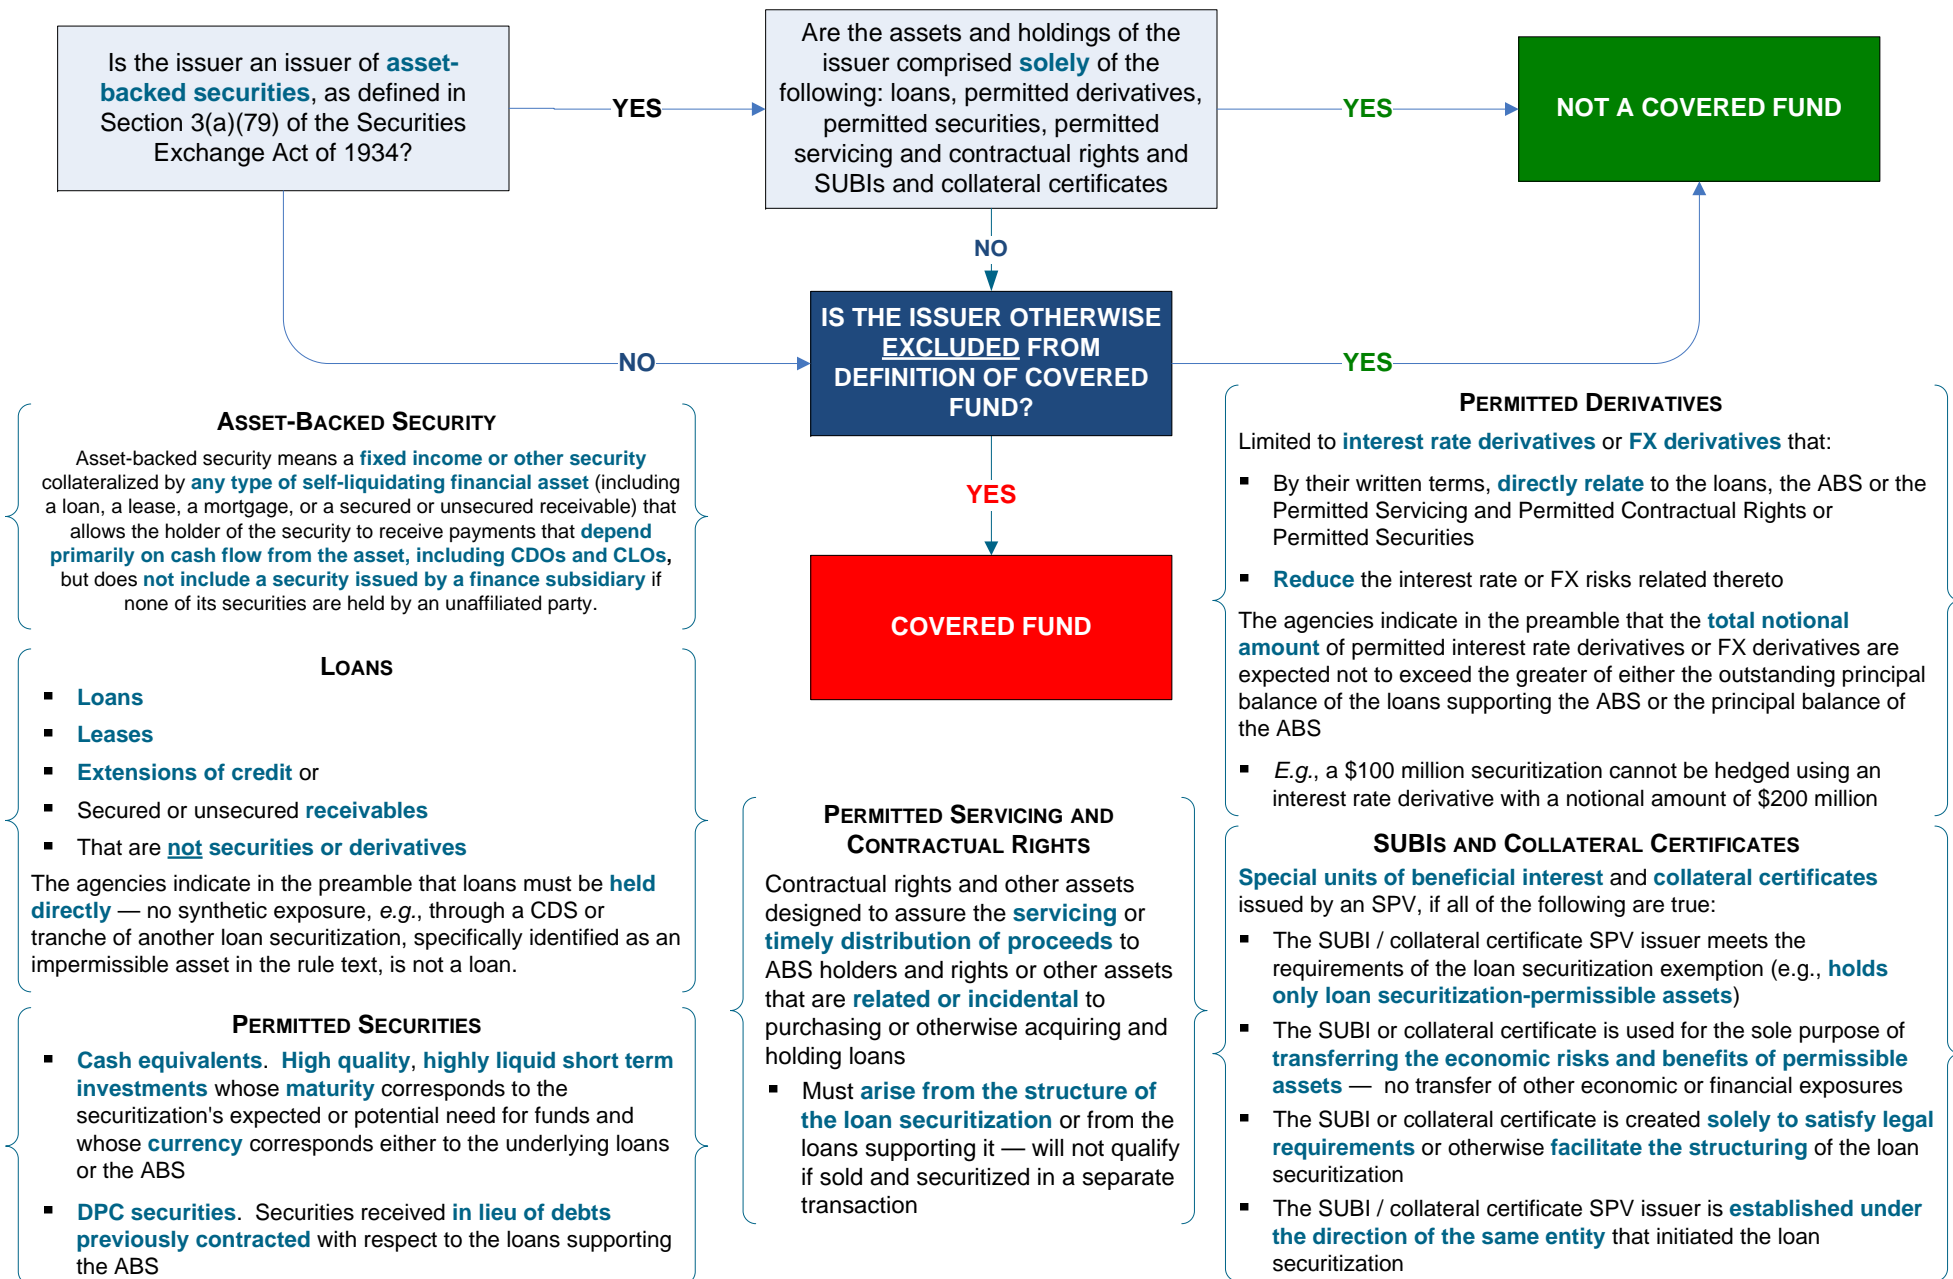 Is the issuer an issuer of asset-
backed securities, as defined in
Section 3(a)(79) of the Securities
Exchange Act of 1934?
YES
Are the assets and holdings of the
issuer comprised solely of the
following: loans, permitted derivatives,
permitted securities, permitted
servicing and contractual rights and
SUBIs and collateral certificates
YES
NOT A COVERED FUND
NO
NO
IS THE ISSUER OTHERWISE
EXCLUDED FROM
DEFINITION OF COVERED
FUND?
YES
YES
COVERED FUND
ASSET-BACKED SECURITY
Asset-backed security means a fixed income or other security
collateralized by any type of self-liquidating financial asset (including
a loan, a lease, a mortgage, or a secured or unsecured receivable) that
allows the holder of the security to receive payments that depend
primarily on cash flow from the asset, including CDOs and CLOs,
but does not include a security issued by a finance subsidiary if
none of its securities are held by an unaffiliated party.
LOANS
▪ Loans
▪ Leases
▪ Extensions of credit or
▪ Secured or unsecured receivables
▪ That are not securities or derivatives
The agencies indicate in the preamble that loans must be held
directly — no synthetic exposure, e.g., through a CDS or
tranche of another loan securitization, specifically identified as an
impermissible asset in the rule text, is not a loan.
PERMITTED SECURITIES
▪ Cash equivalents. High quality, highly liquid short term
investments whose maturity corresponds to the
securitization's expected or potential need for funds and
whose currency corresponds either to the underlying loans
or the ABS
▪ DPC securities. Securities received in lieu of debts
previously contracted with respect to the loans supporting
the ABS
PERMITTED SERVICING AND
CONTRACTUAL RIGHTS
Contractual rights and other assets
designed to assure the servicing or
timely distribution of proceeds to
ABS holders and rights or other assets
that are related or incidental to
purchasing or otherwise acquiring and
holding loans
▪ Must arise from the structure of
the loan securitization or from the
loans supporting it — will not qualify
if sold and securitized in a separate
transaction
PERMITTED DERIVATIVES
Limited to interest rate derivatives or FX derivatives that:
▪ By their written terms, directly relate to the loans, the ABS or the
Permitted Servicing and Permitted Contractual Rights or
Permitted Securities
▪ Reduce the interest rate or FX risks related thereto
The agencies indicate in the preamble that the total notional
amount of permitted interest rate derivatives or FX derivatives are
expected not to exceed the greater of either the outstanding principal
balance of the loans supporting the ABS or the principal balance of
the ABS
▪ E.g., a $100 million securitization cannot be hedged using an
interest rate derivative with a notional amount of $200 million
SUBIS AND COLLATERAL CERTIFICATES
Special units of beneficial interest and collateral certificates
issued by an SPV, if all of the following are true:
▪ The SUBI / collateral certificate SPV issuer meets the
requirements of the loan securitization exemption (e.g., holds
only loan securitization-permissible assets)
▪ The SUBI or collateral certificate is used for the sole purpose of
transferring the economic risks and benefits of permissible
assets — no transfer of other economic or financial exposures
▪ The SUBI or collateral certificate is created solely to satisfy legal
requirements or otherwise facilitate the structuring of the loan
securitization
▪ The SUBI / collateral certificate SPV issuer is established under
the direction of the same entity that initiated the loan
securitization